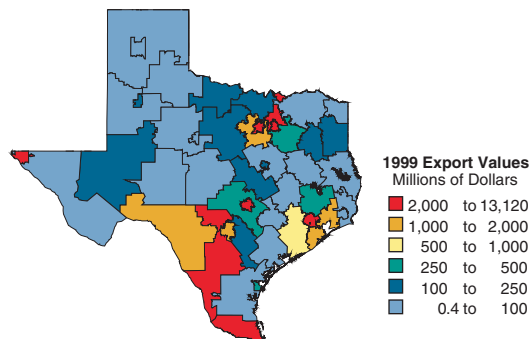 1999 Export Values
Millions of Dollars
2,000 to 13,120
1,000 to 2,000
500 to 1,000
250 to 500
100 to 250
0.4 to 100